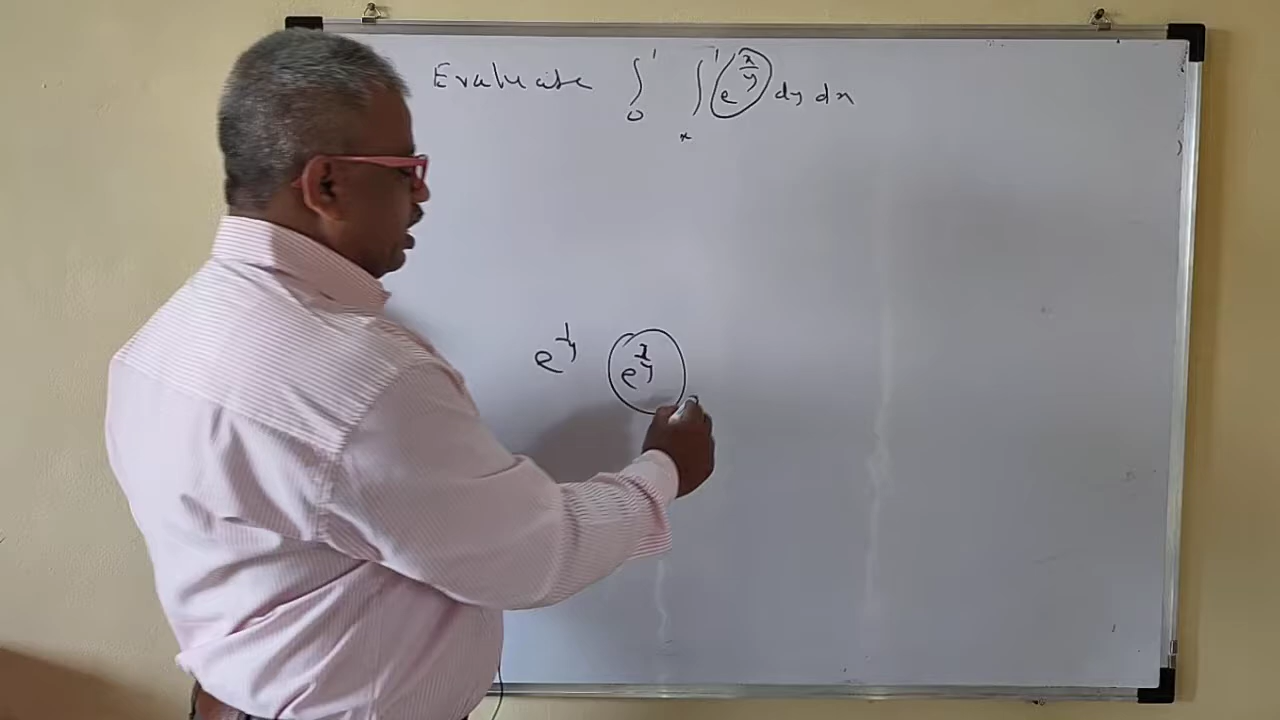 Evaluate ∫₀¹ ∫ₓ¹ e^(x/y) dy dx
e^(1/y) e^(x/y)